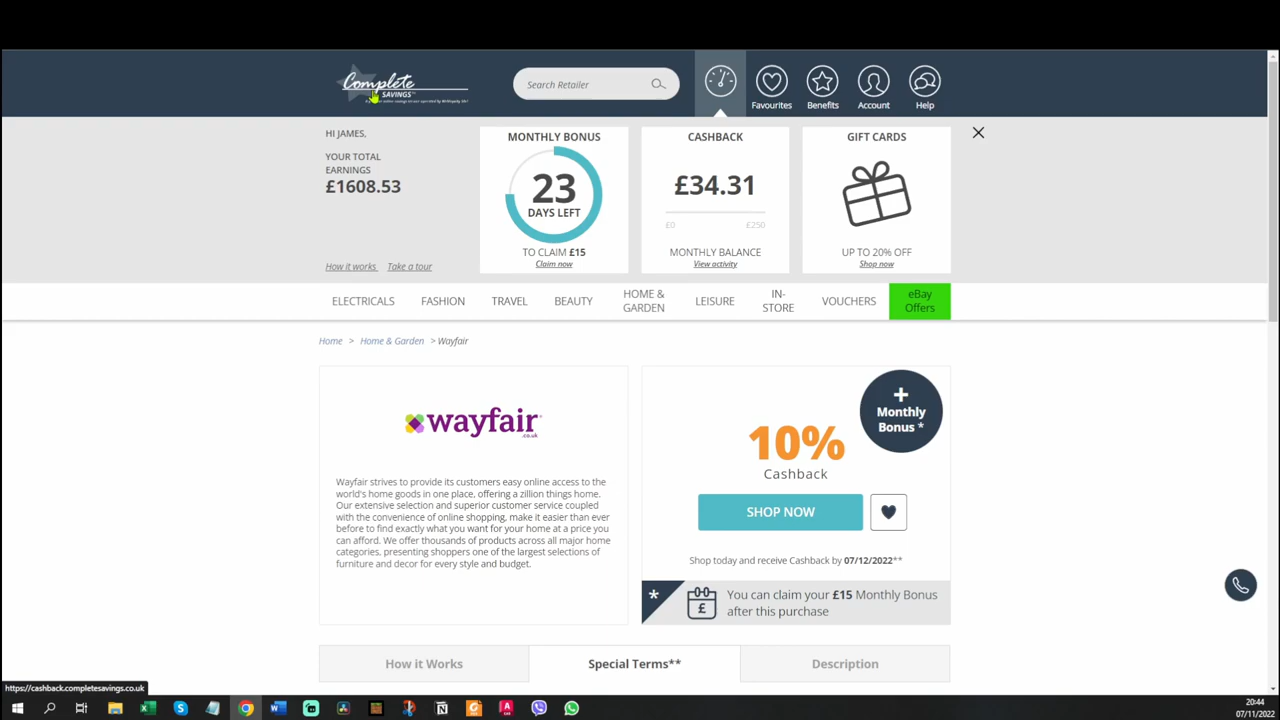 Complete
SAVINGS
Search Retailer
Favourites
Benefits
Account
Help
HI JAMES,
YOUR TOTAL
EARNINGS
£1608.53
How it works
Take a tour
MONTHLY BONUS
23
DAYS LEFT
TO CLAIM £15
Claim now
CASHBACK
£34.31
£0 £250
MONTHLY BALANCE
View activity
GIFT CARDS
UP TO 20% OFF
Shop now
ELECTRICALS
FASHION
TRAVEL
BEAUTY
HOME &
GARDEN
LEISURE
IN-
STORE
VOUCHERS
eBay
Offers
Home > Home & Garden > Wayfair
wayfair
.co.uk
Wayfair strives to provide its customers easy online access to the
world's home goods in one place, offering a zillion things home.
Our extensive selection and superior customer service coupled
with the convenience of online shopping, make it easier than ever
before to find exactly what you want for your home at a price you
can afford. We offer thousands of products across all major home
categories, presenting shoppers one of the largest selections of
furniture and decor for every style and budget.
+
Monthly
Bonus *
10%
Cashback
SHOP NOW
Shop today and receive Cashback by 07/12/2022**
* £ You can claim your £15 Monthly Bonus
after this purchase
How it Works
Special Terms**
Description
https://cashback.completesavings.co.uk
20:44
07/11/2022